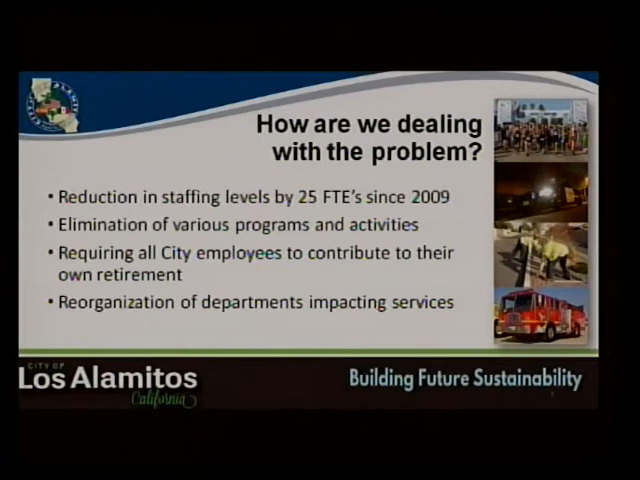 How are we dealing
with the problem?
• Reduction in staffing levels by 25 FTE's since 2009
• Elimination of various programs and activities
• Requiring all City employees to contribute to their
own retirement
• Reorganization of departments impacting services
CITY OF
Los Alamitos
California
Building Future Sustainability